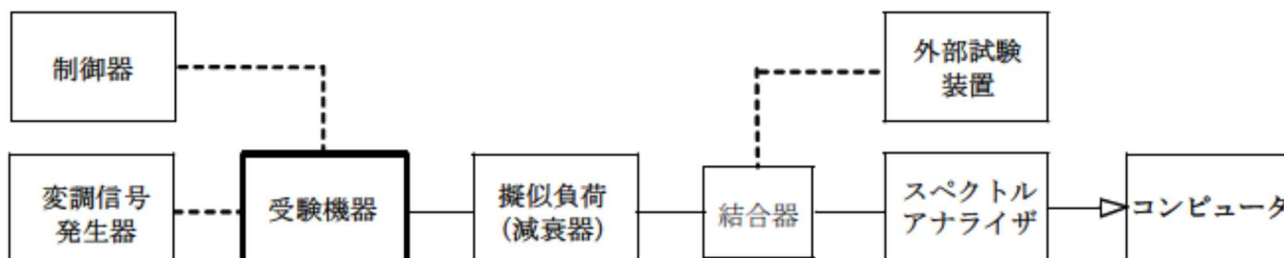 制御器
外部試験
装置
変調信号
発生器
受験機器
擬似負荷
(減衰器)
結合器
スペクトル
アナライザ
コンピュータ